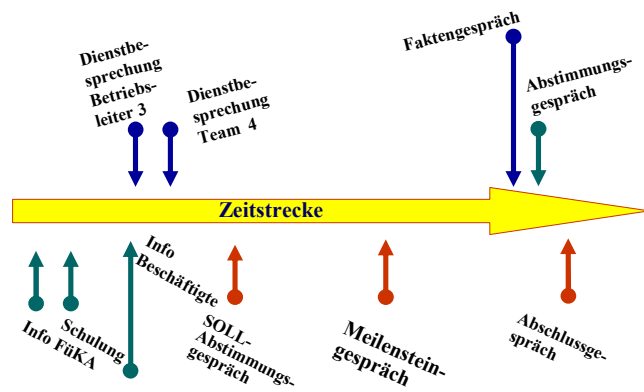 Dienstbe-
sprechung
Betriebs-
leiter 3
Dienstbe-
sprechung
Team 4
Faktengespräch
Abstimmungs-
gespräch
Zeitstrecke
Info FüKA
Schulung
Info
Beschäftigte
SOLL-
Abstimmungs-
gespräch
Meilenstein-
gespräch
Abschlussge-
spräch